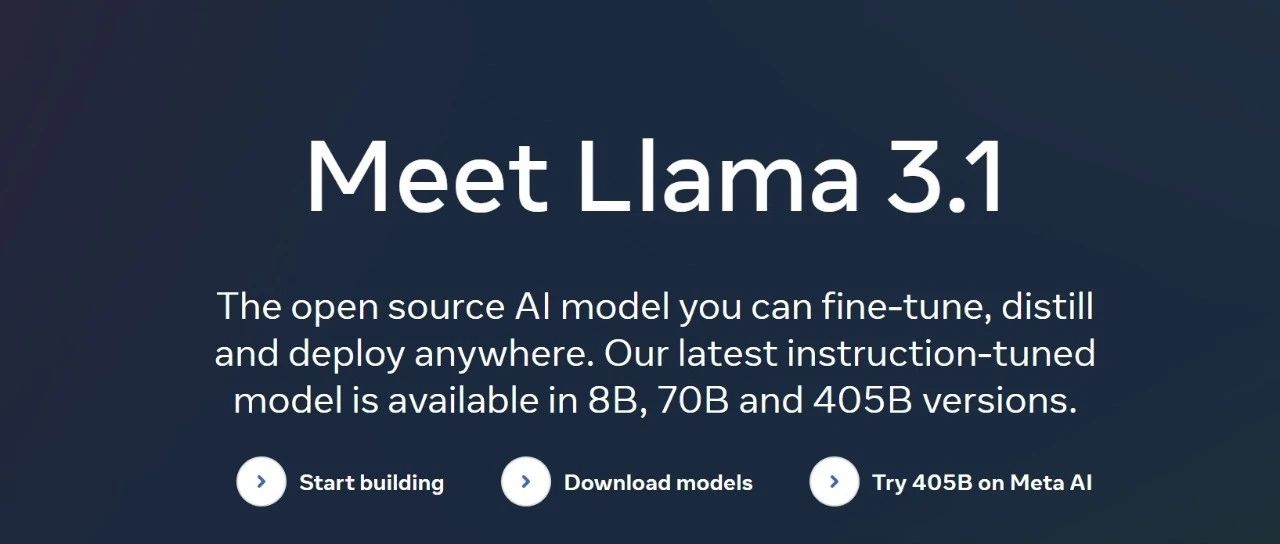 Meet Llama 3.1
The open source AI model you can fine-tune, distill
and deploy anywhere. Our latest instruction-tuned
model is available in 8B, 70B and 405B versions.
Start building
Download models
Try 405B on Meta AI